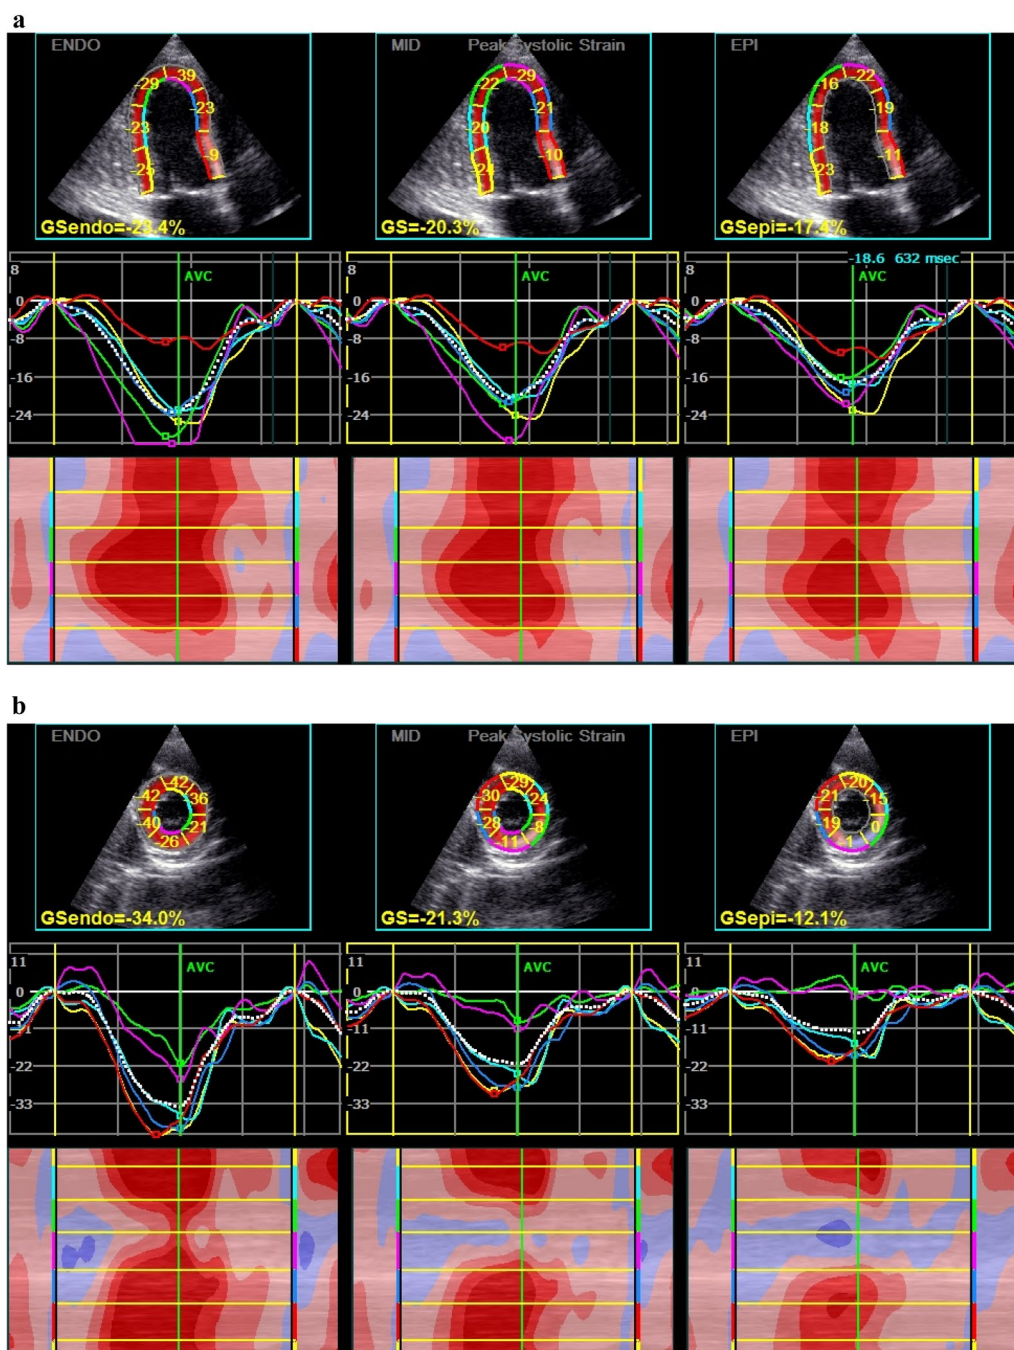 a
ENDO
MID Peak Systolic Strain
EPI
-29 -39
-23 -23
-25 -9
GSendo=-23.4%
-22 -29
-20 -21
-24 -10
GS=-20.3%
-16 -22
-18 -19
-23 -11
GSepi=-17.4%
-18.6 632 msec
8
0
-8
-16
-24
AVC
8
0
-8
-16
-24
AVC
8
0
-8
-16
-24
AVC
b
ENDO
MID Peak Systolic Strain
EPI
-42 -42 -36
-40 -26 -21
GSendo=-34.0%
-30 -29 -24
-28 -11 -8
GS=-21.3%
-21 -20 -15
-19 -1 0
GSepi=-12.1%
11
0
-22
-33
AVC
11
0
-11
-22
-33
AVC
11
0
-11
-22
-33
AVC